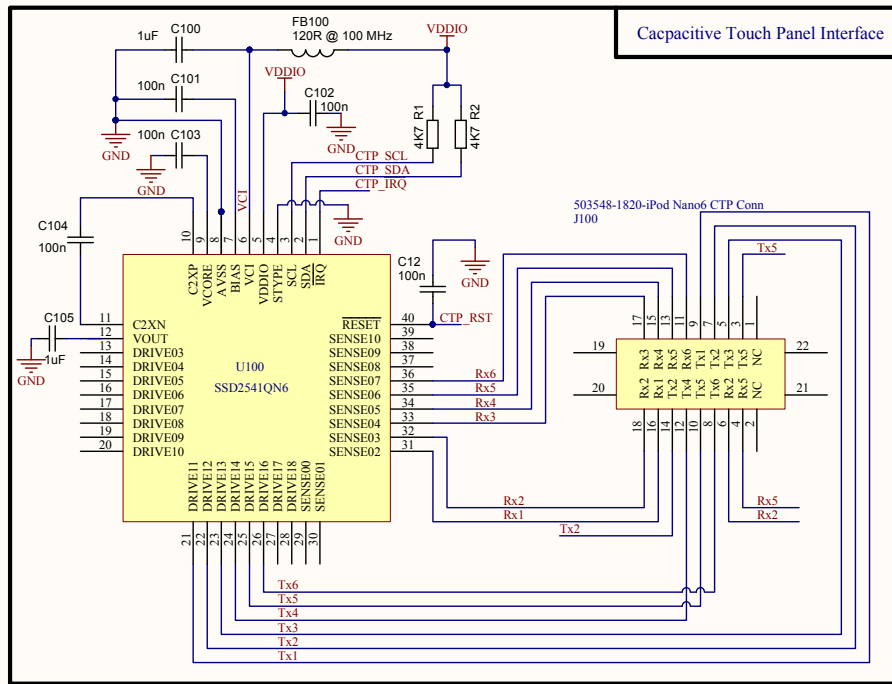 Cacpacitive Touch Panel Interface
C100
1uF
FB100
120R @ 100 MHz
VDDIO
C101
100n
VDDIO
C102
100n
GND
GND
100n
C103
GND
R1
4K7
R2
4K7
CTP_SCL
CTP_SDA
CTP_IRQ
VCI
GND
C104
100n
C105
1uF
GND
C12
100n
GND
CTP_RST
10 9 8 7 6 5 4 3 2 1
C2XP VCORE AVSS BIAS VCI VDDIO STYPE SCL SDA IRQ
U100
SSD2541QN6
11 C2XN
12 VOUT
13 DRIVE03
14 DRIVE04
15 DRIVE05
16 DRIVE06
17 DRIVE07
18 DRIVE08
19 DRIVE09
20 DRIVE10
RESET 40
SENSE10 39
SENSE09 38
SENSE08 37
SENSE07 36
SENSE06 35
SENSE05 34
SENSE04 33
SENSE03 32
SENSE02 31
DRIVE11 DRIVE12 DRIVE13 DRIVE14 DRIVE15 DRIVE16 DRIVE17 DRIVE18 SENSE00 SENSE01
21 22 23 24 25 26 27 28 29 30
Rx6
Rx5
Rx4
Rx3
Rx2
Rx1
Tx2
Tx6
Tx5
Tx4
Tx3
Tx2
Tx1
503548-1820-iPod Nano6 CTP Conn
J100
Tx5
17 15 13 11 9 7 5 3 1
19
22
Rx3 Rx4 Rx5 Rx6 Tx1 Tx2 Tx3 Tx5 NC
Rx2 Rx1 Tx2 Tx4 Tx5 Tx6 Rx2 Rx5 NC
20
21
18 16 14 12 10 8 6 4 2
Rx5
Rx2